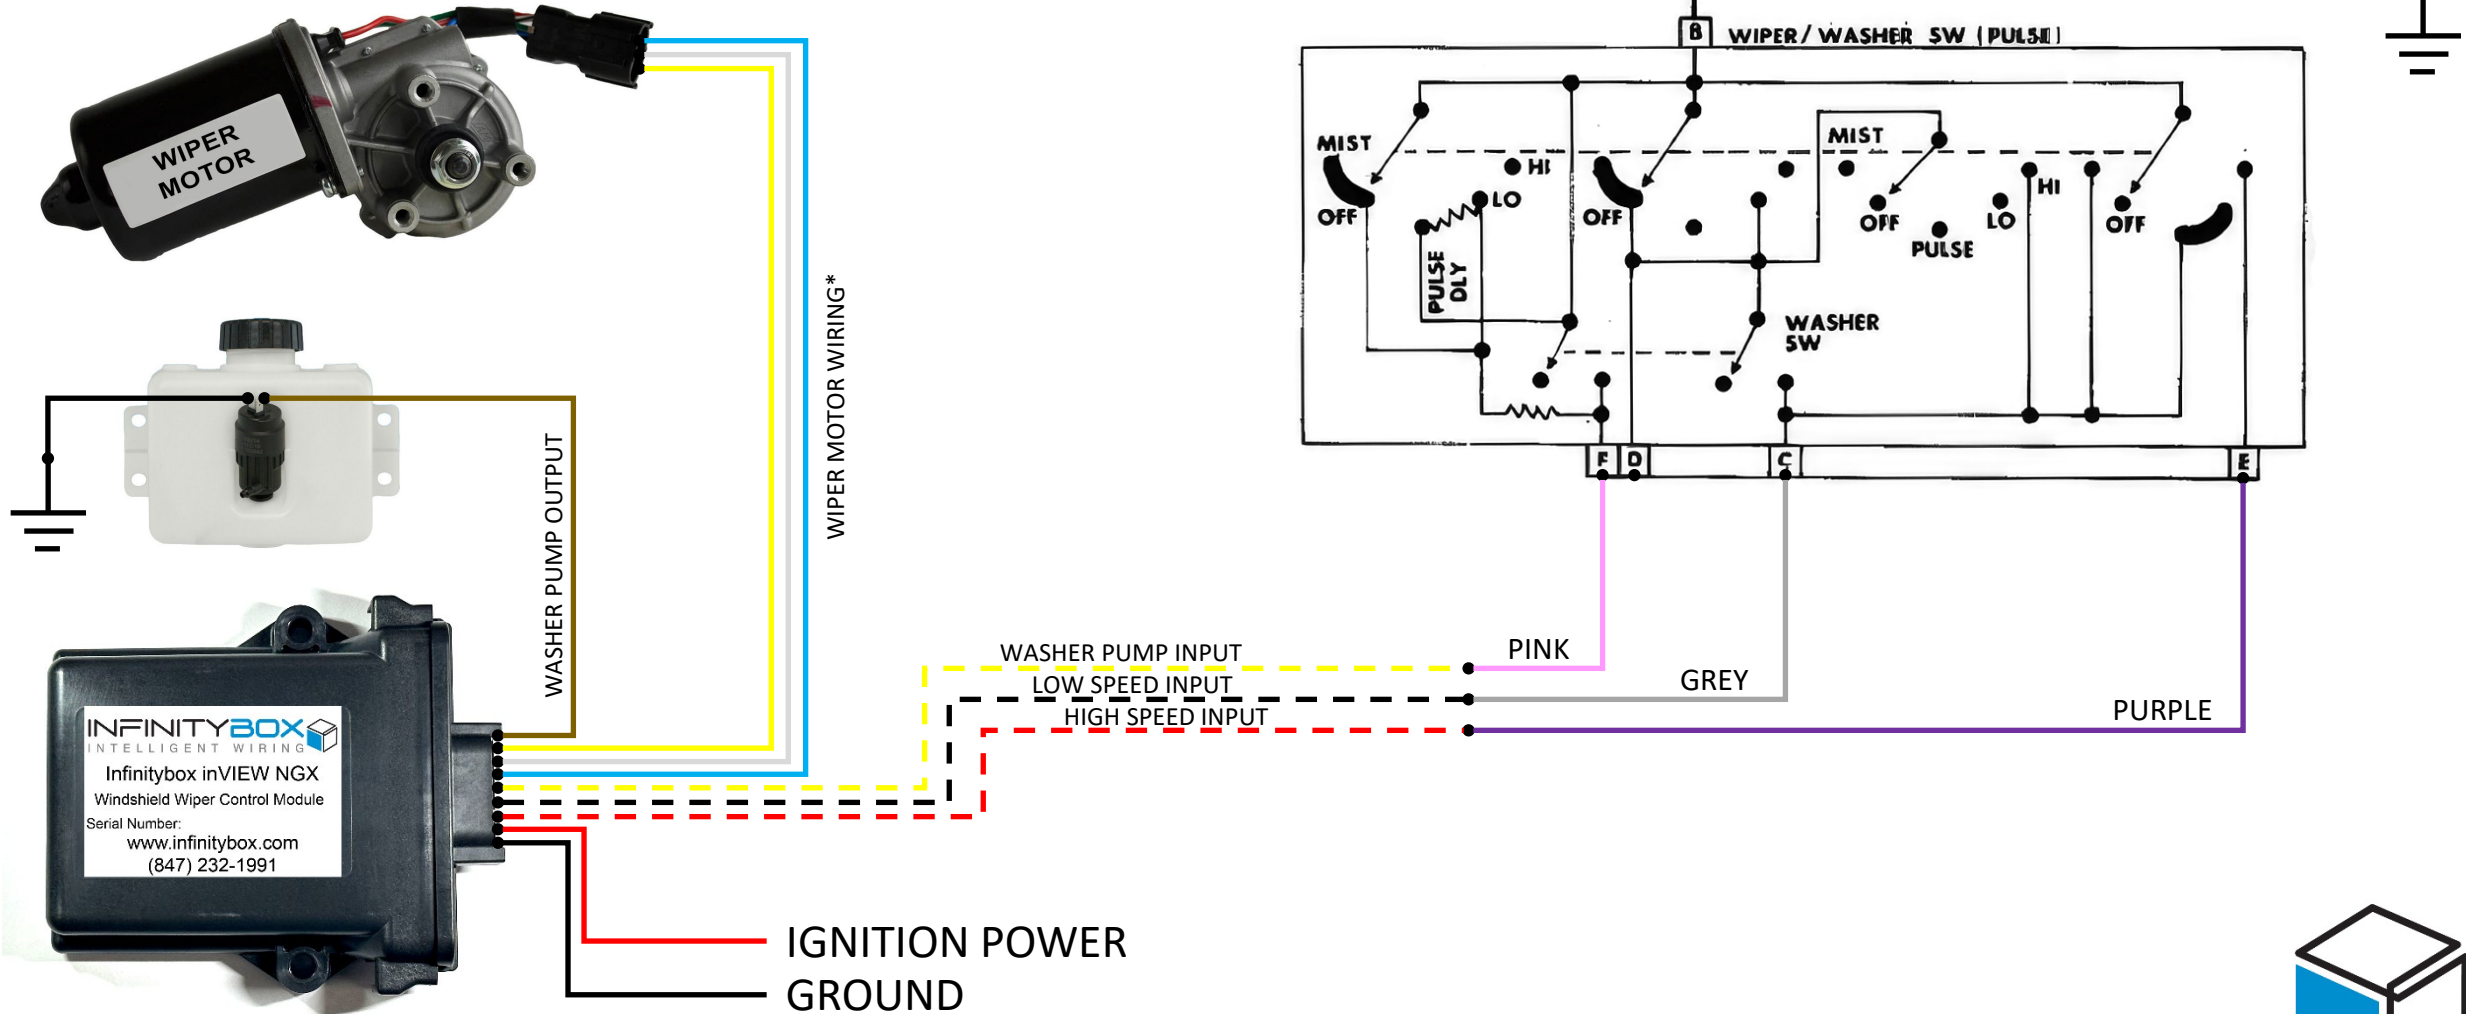 B
WIPER/WASHER SW (PULSE)
WIPER
MOTOR
MIST
HI
LO
OFF
PULSE
DLY
OFF
MIST
OFF
PULSE
LO
HI
OFF
WASHER
SW
F
D
C
E
WIPER MOTOR WIRING*
WASHER PUMP OUTPUT
WASHER PUMP INPUT
PINK
LOW SPEED INPUT
GREY
HIGH SPEED INPUT
PURPLE
INFINITYBOX
INTELLIGENT WIRING
Infinitybox inVIEW NGX
Windshield Wiper Control Module
Serial Number:
www.infinitybox.com
(847) 232-1991
IGNITION POWER
GROUND